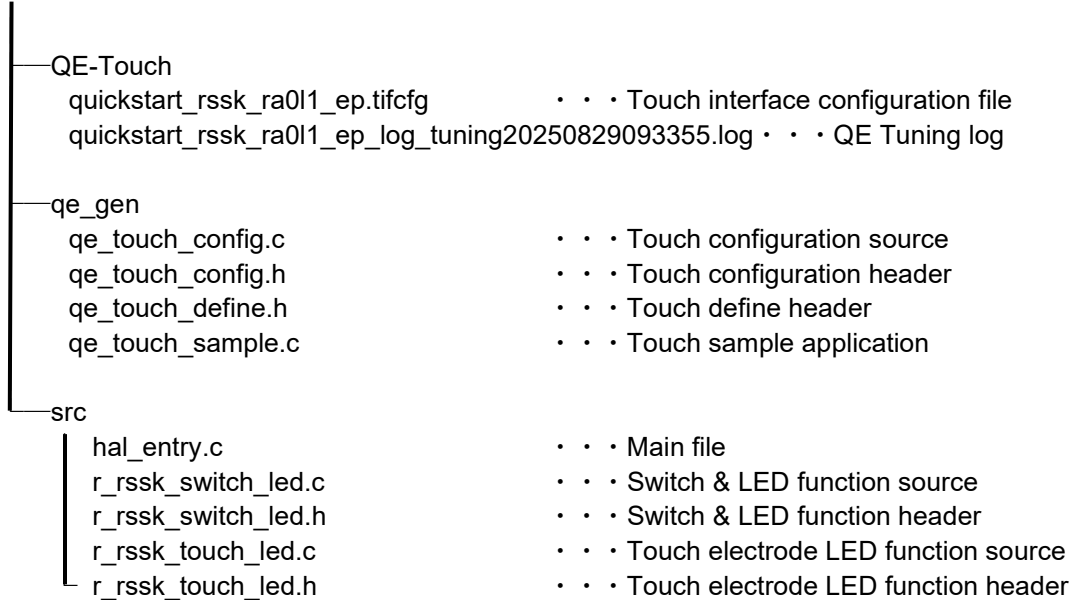 QE-Touch
quickstart_rssk_ra0l1_ep.tifcfg ・・・Touch interface configuration file
quickstart_rssk_ra0l1_ep_log_tuning20250829093355.log・・・QE Tuning log
qe_gen
qe_touch_config.c ・・・Touch configuration source
qe_touch_config.h ・・・Touch configuration header
qe_touch_define.h ・・・Touch define header
qe_touch_sample.c ・・・Touch sample application
src
hal_entry.c ・・・Main file
r_rssk_switch_led.c ・・・Switch & LED function source
r_rssk_switch_led.h ・・・Switch & LED function header
r_rssk_touch_led.c ・・・Touch electrode LED function source
r_rssk_touch_led.h ・・・Touch electrode LED function header